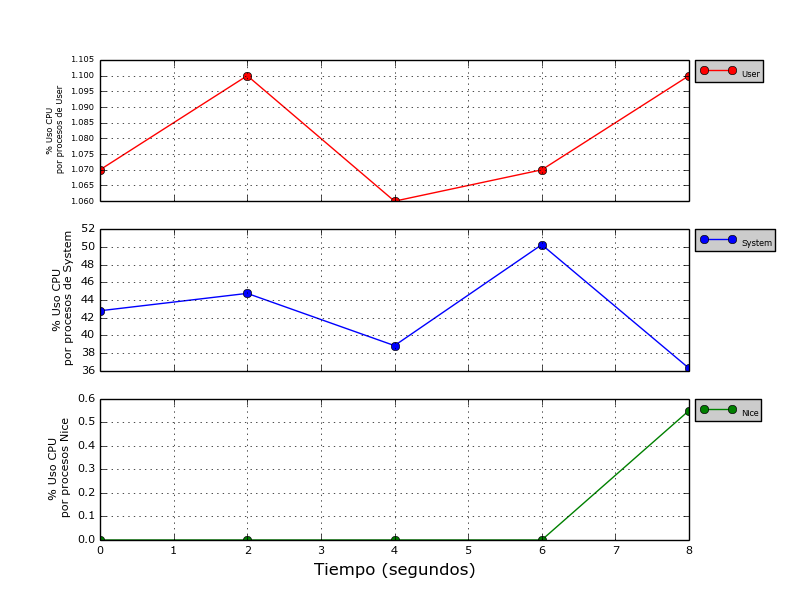 1.105
1.100
1.095
1.090
1.085
1.080
1.075
1.070
1.065
1.060
% Uso CPU
por procesos de User
User
52
50
48
46
44
42
40
38
36
% Uso CPU
por procesos de System
System
0.6
0.5
0.4
0.3
0.2
0.1
0.0
% Uso CPU
por procesos Nice
Nice
0 1 2 3 4 5 6 7 8
Tiempo (segundos)